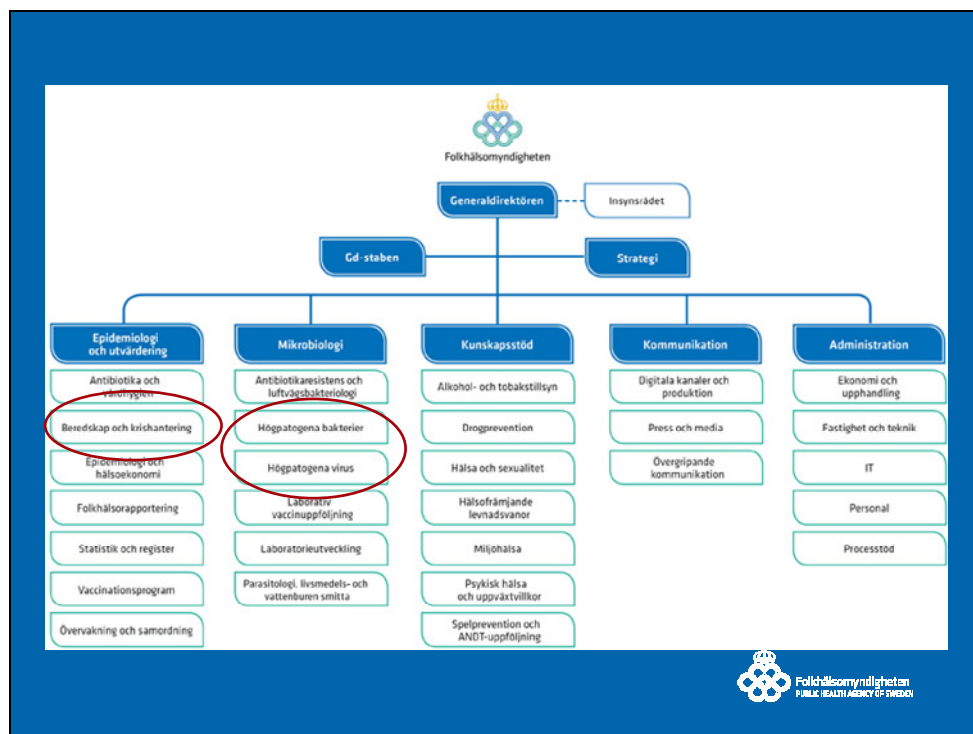 Folkhälsomyndigheten
Generaldirektören
Insynsrådet
Gd-staben
Strategi
Epidemiologi
och utvärdering
Antibiotika och
vårdhygien
Beredskap och krishantering
Epidemiologi och
hälsoekonomi
Folkhälsorapportering
Statistik och register
Vaccinationsprogram
Övervakning och samordning
Mikrobiologi
Antibiotikaresistens och
luftvägsbakteriologi
Högpatogena bakterier
Högpatogena virus
Laborativ
vaccinuppföljning
Laboratorieutveckling
Parasitologi, livsmedels- och
vattenburen smitta
Kunskapsstöd
Alkohol- och tobakstillsyn
Drogprevention
Hälsa och sexualitet
Hälsofrämjande
levnadsvanor
Miljöhälsa
Psykisk hälsa
och uppväxtvillkor
Spelprevention och
ANDT-uppföljning
Kommunikation
Digitala kanaler och
produktion
Press och media
Övergripande
kommunikation
Administration
Ekonomi och
upphandling
Fastighet och teknik
IT
Personal
Processtöd
Folkhälsomyndigheten
PUBLIC HEALTH AGENCY OF SWEDEN